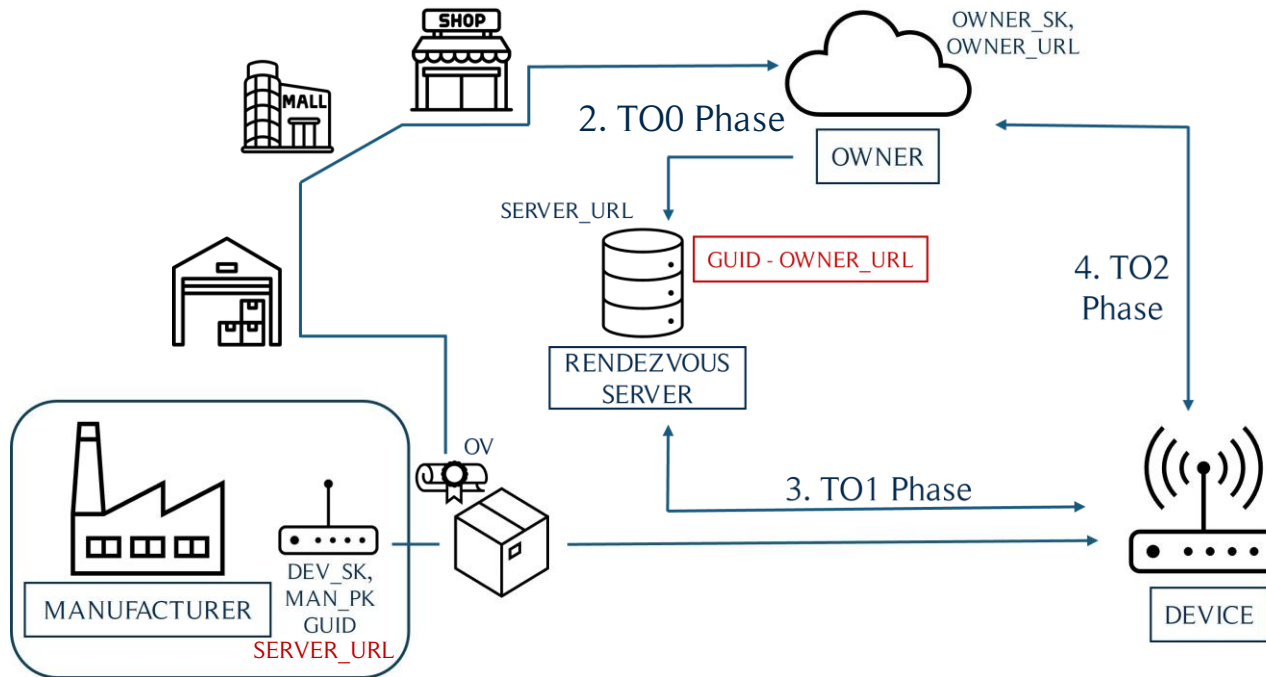 SHOP
OWNER_SK,
OWNER_URL
MALL
2. TO0 Phase
OWNER
SERVER_URL
GUID - OWNER_URL
4. TO2
Phase
RENDEZVOUS
SERVER
OV
3. TO1 Phase
DEV_SK,
MAN_PK
GUID
SERVER_URL
MANUFACTURER
DEVICE